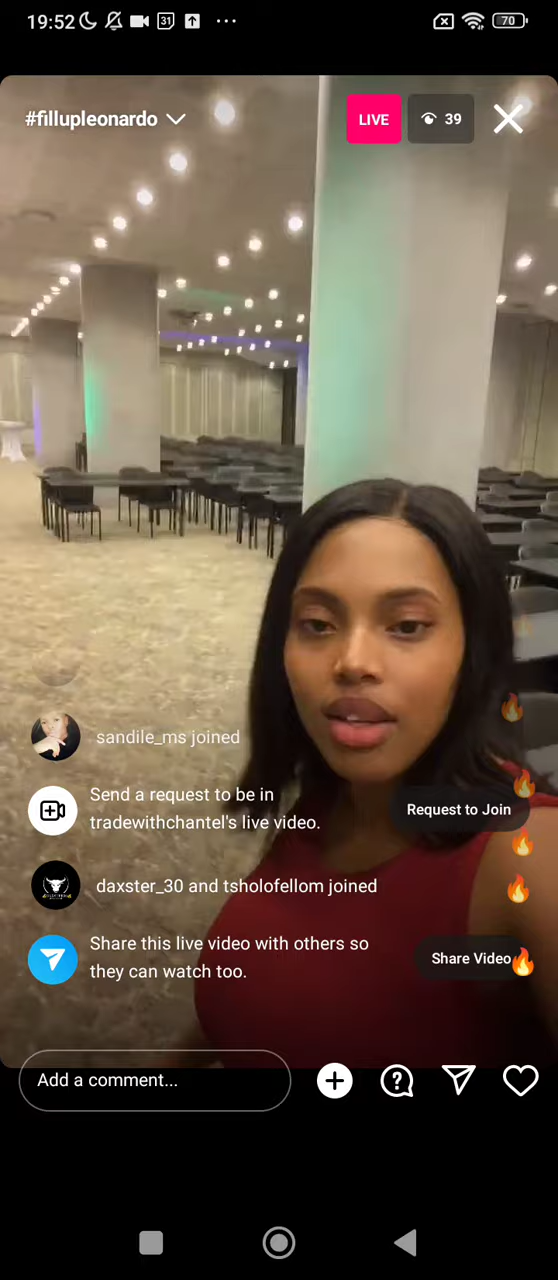 19:52
31
70
#fillupleonardo
LIVE
39
sandile_ms joined
Send a request to be in
tradewithchantel's live video.
Request to Join
daxster_30 and tsholofellom joined
Share this live video with others so
they can watch too.
Share Video
Add a comment...